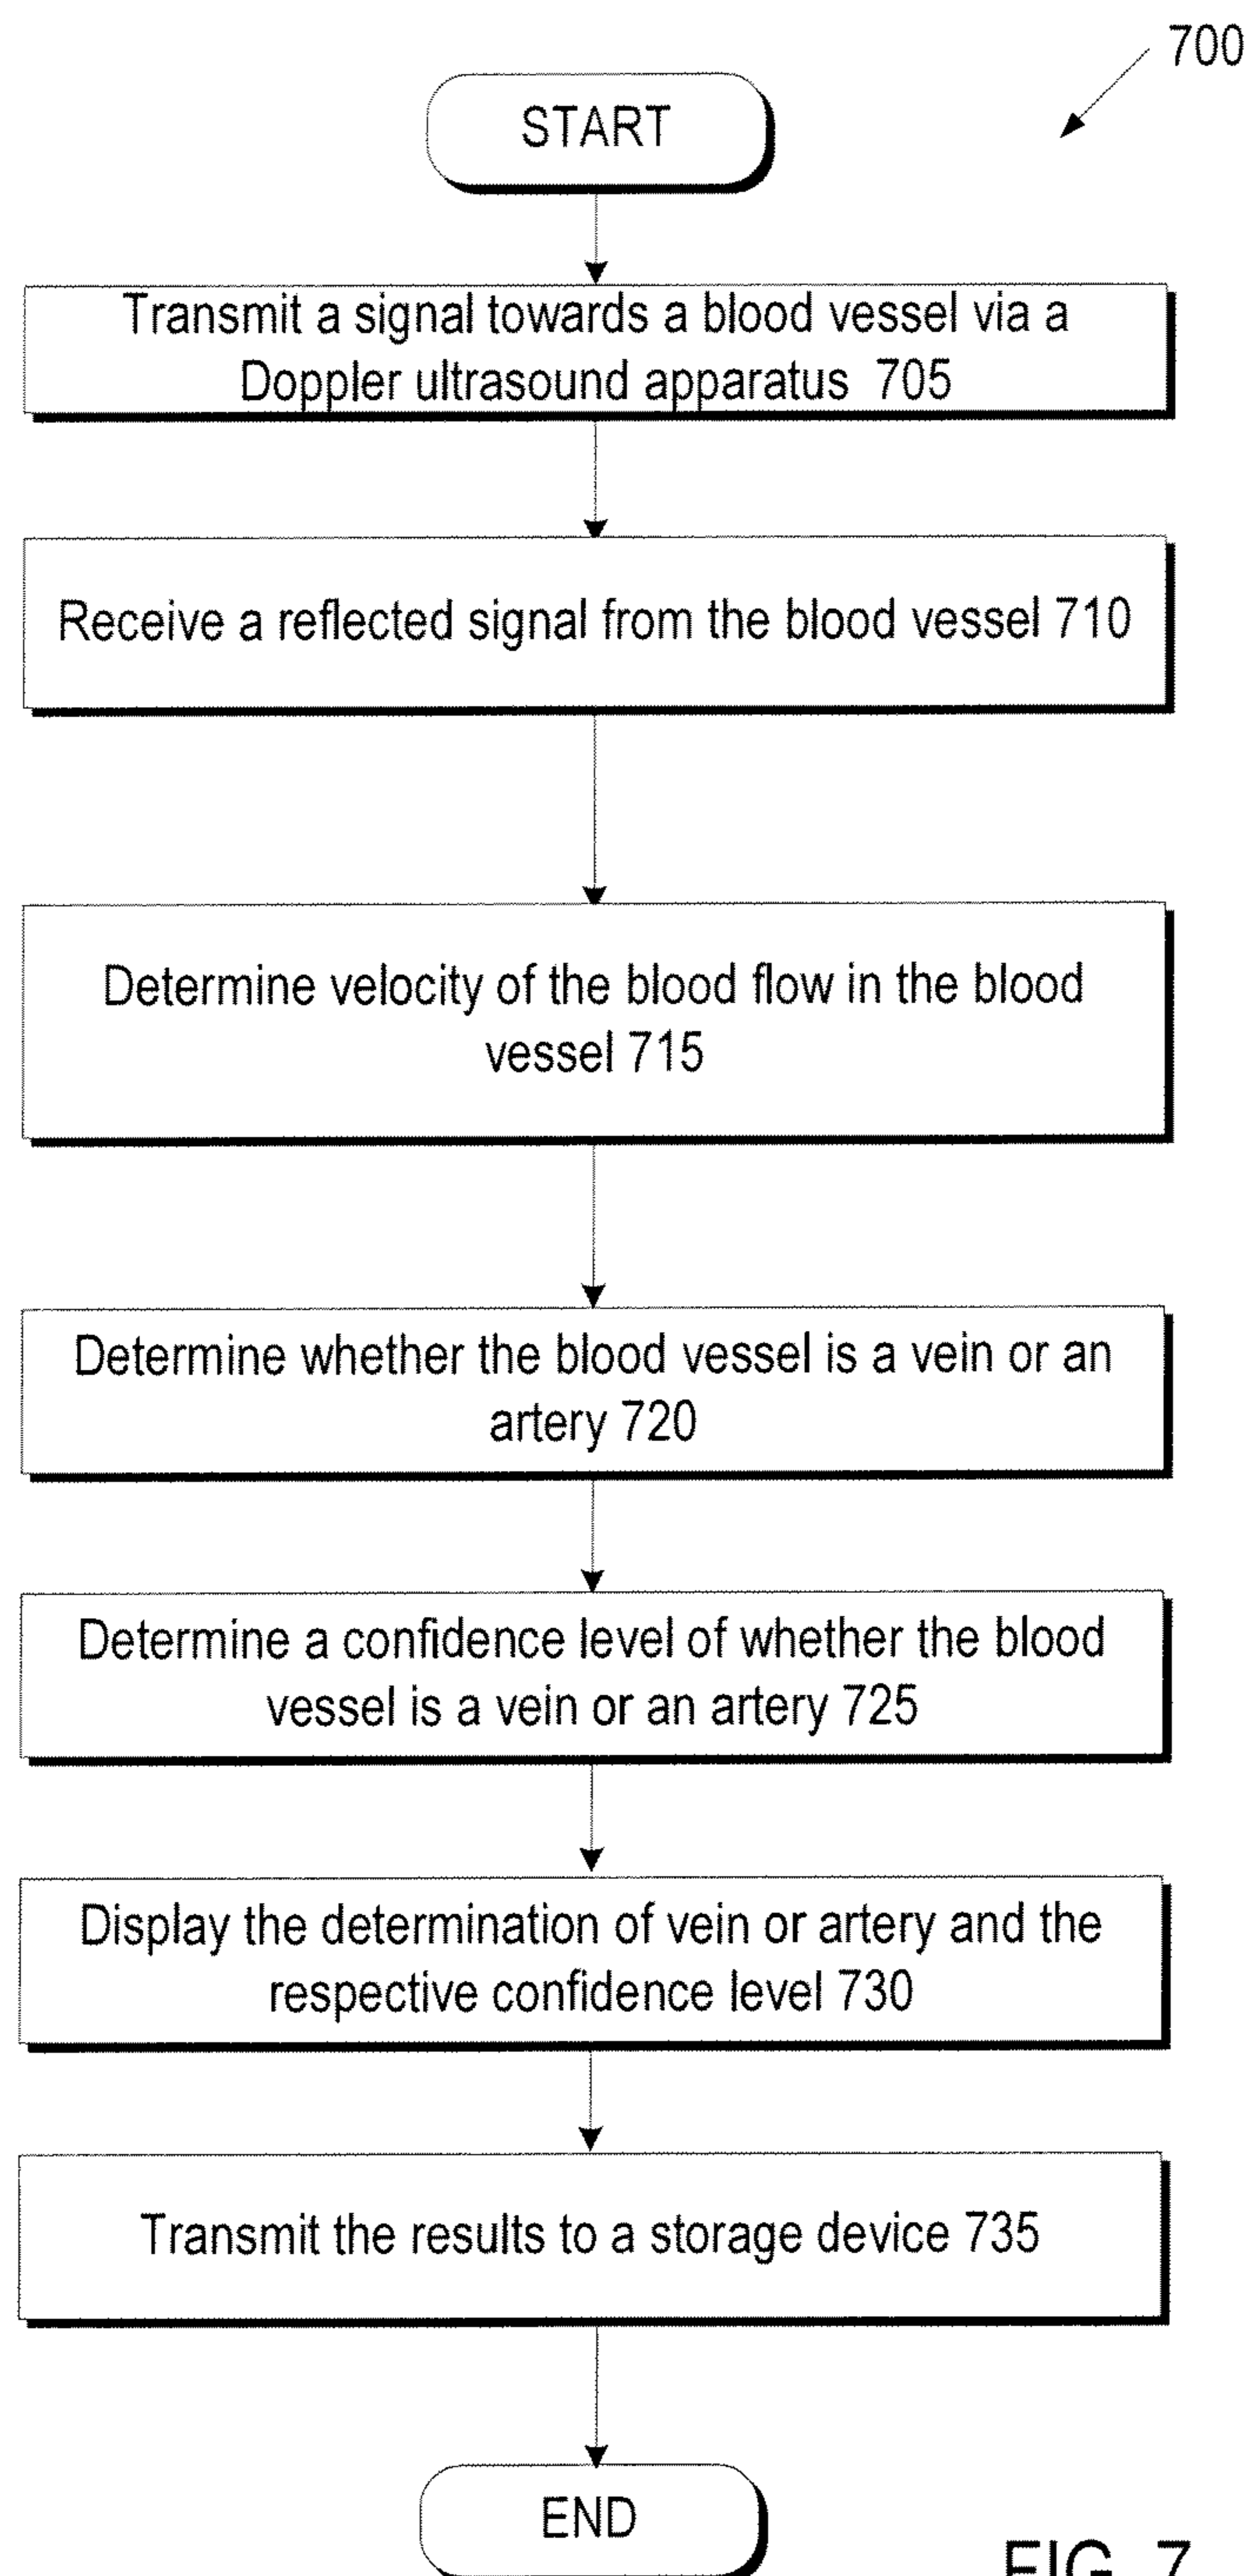 700
START
Transmit a signal towards a blood vessel via a
Doppler ultrasound apparatus 705
Receive a reflected signal from the blood vessel 710
Determine velocity of the blood flow in the blood
vessel 715
Determine whether the blood vessel is a vein or an
artery 720
Determine a confidence level of whether the blood
vessel is a vein or an artery 725
Display the determination of vein or artery and the
respective confidence level 730
Transmit the results to a storage device 735
END
FIG. 7